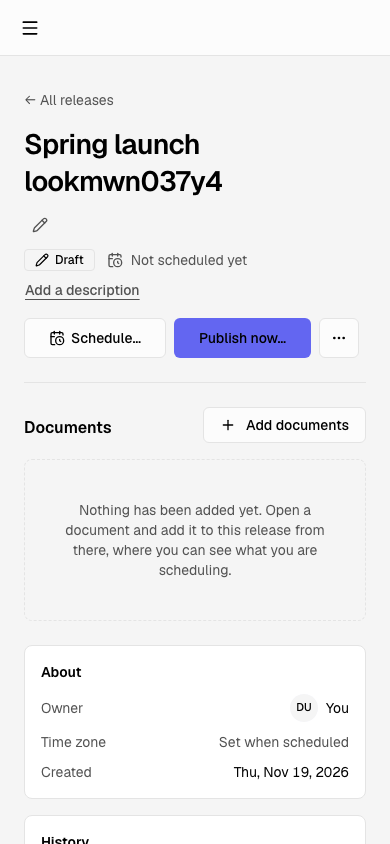 ← All releases
Spring launch
lookmwn037y4
Draft
Not scheduled yet
Add a description
Schedule...
Publish now...
Documents
Add documents
Nothing has been added yet. Open a
document and add it to this release from
there, where you can see what you are
scheduling.
About
Owner
DU You
Time zone
Set when scheduled
Created
Thu, Nov 19, 2026
History